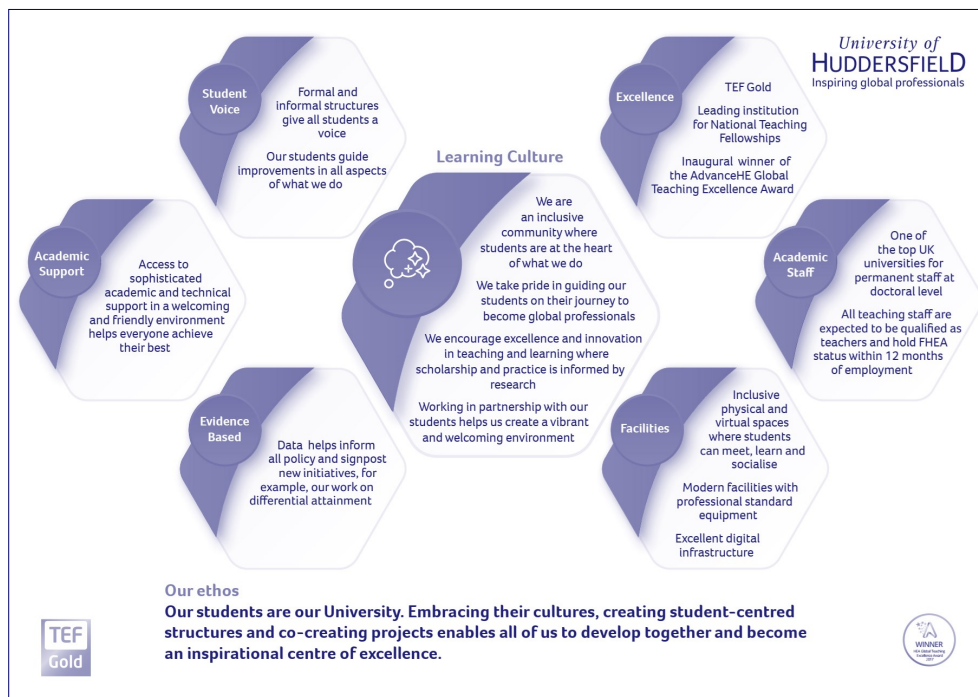 University of
HUDDERSFIELD
Inspiring global professionals
Student
Voice
Formal and
informal structures
give all students a
voice
Our students guide
improvements in all aspects
of what we do
Excellence
TEF Gold
Leading institution
for National Teaching
Fellowships
Inaugural winner of
the AdvanceHE Global
Teaching Excellence Award
Learning Culture
We are
an inclusive
community where
students are at the heart
of what we do
We take pride in guiding our
students on their journey to
become global professionals
We encourage excellence and innovation
in teaching and learning where
scholarship and practice is informed by
research
Working in partnership with our
students helps us create a vibrant
and welcoming environment
Academic
Support
Access to
sophisticated
academic and technical
support in a welcoming
and friendly environment
helps everyone achieve
their best
Academic
Staff
One of
the top UK
universities for
permanent staff at
doctoral level
All teaching staff are
expected to be qualified as
teachers and hold FHEA
status within 12 months
of employment
Evidence
Based
Data helps inform
all policy and signpost
new initiatives, for
example, our work on
differential attainment
Facilities
Inclusive
physical and
virtual spaces
where students
can meet, learn and
socialise
Modern facilities with
professional standard
equipment
Excellent digital
infrastructure
Our ethos
Our students are our University. Embracing their cultures, creating student-centred
structures and co-creating projects enables all of us to develop together and become
an inspirational centre of excellence.
TEF
Gold
WINNER
HEA Global Teaching
Excellence Award
2017